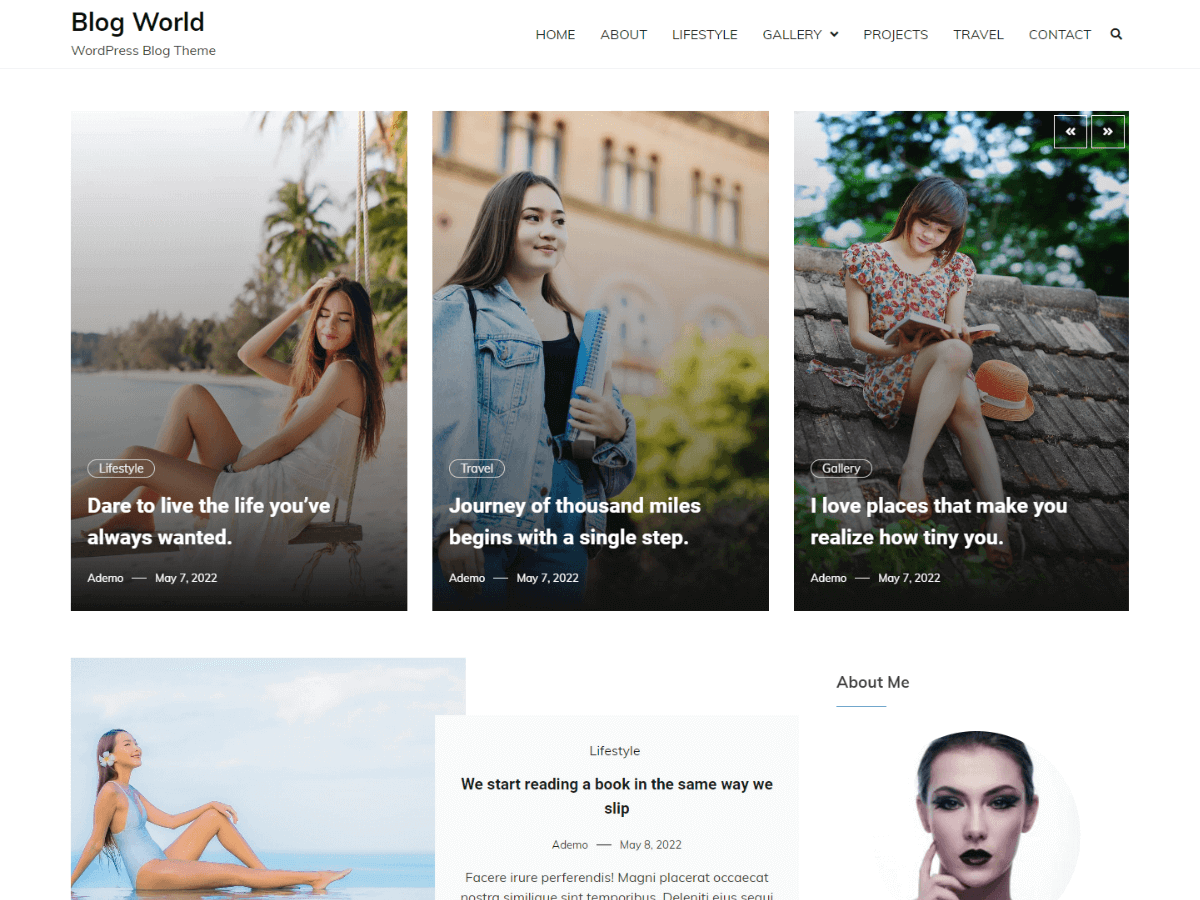 Blog World
WordPress Blog Theme
HOME ABOUT LIFESTYLE GALLERY PROJECTS TRAVEL CONTACT
Lifestyle
Dare to live the life you’ve
always wanted.
Ademo — May 7, 2022
Travel
Journey of thousand miles
begins with a single step.
Ademo — May 7, 2022
Gallery
I love places that make you
realize how tiny you.
Ademo — May 7, 2022
Lifestyle
We start reading a book in the same way we
slip
Ademo — May 8, 2022
Facere irure perferendis! Magni placerat occaecat
nostra similique sint temporibus. Deleniti eius sequi
About Me